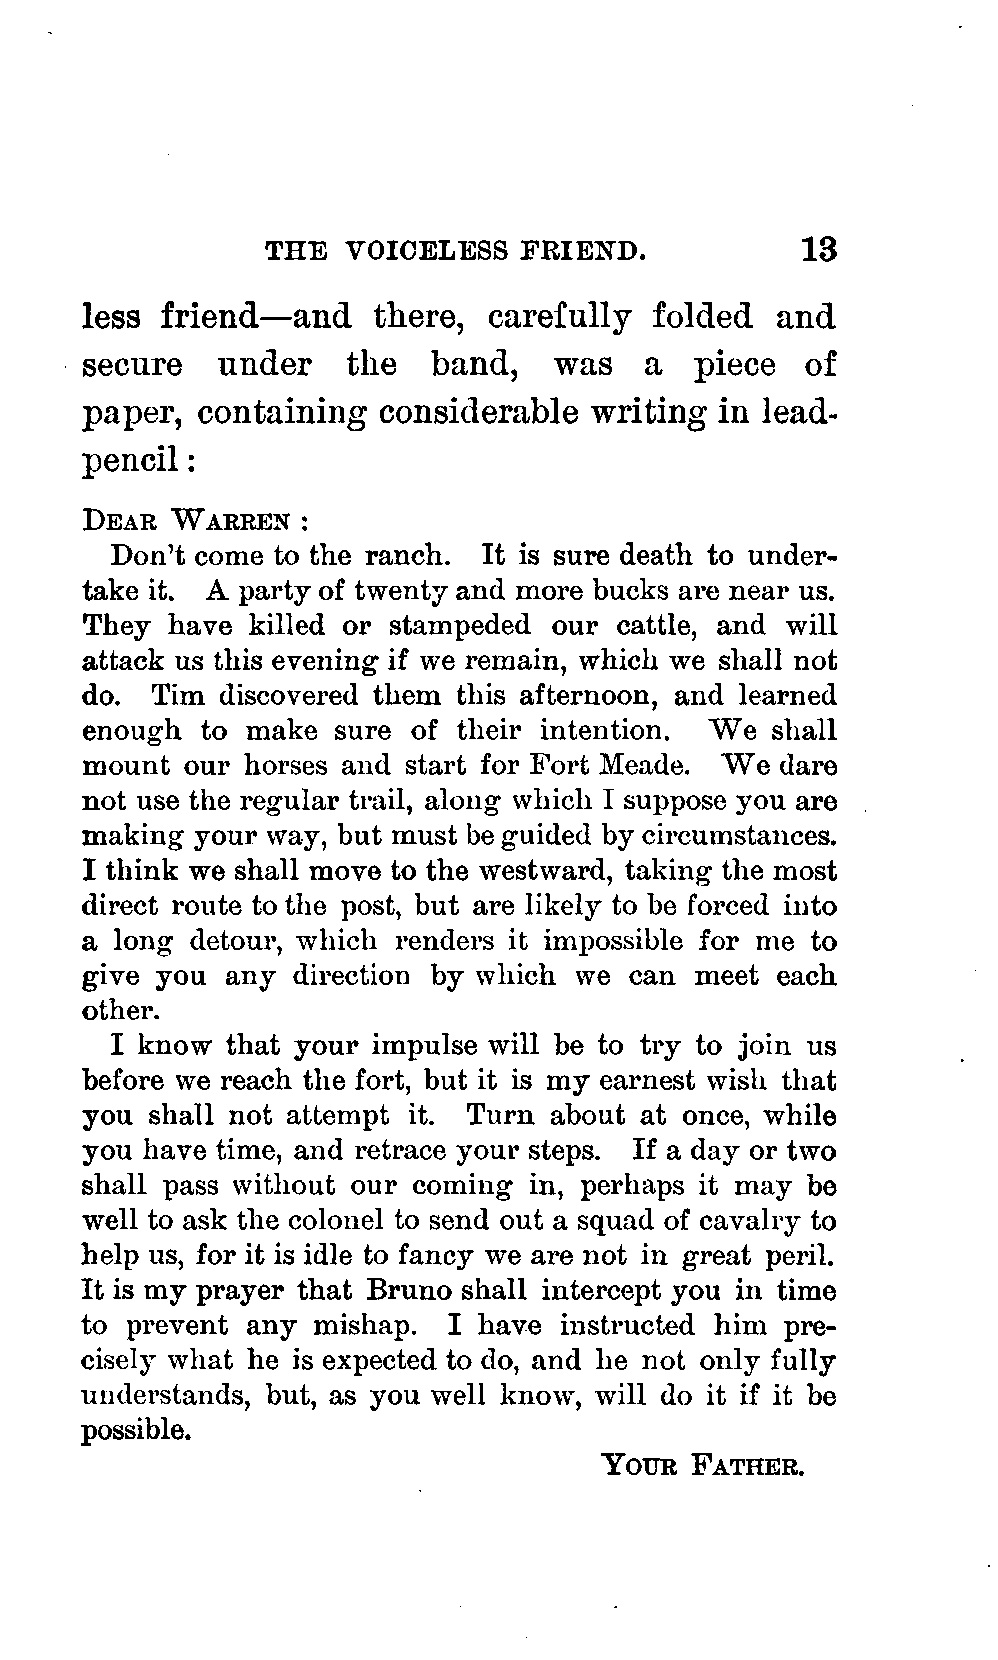 THE VOICELESS FRIEND. 13
less friend—and there, carefully folded and
secure under the band, was a piece of
paper, containing considerable writing in lead-
pencil :
DEAR WARREN :
Don't come to the ranch. It is sure death to under-
take it. A party of twenty and more bucks are near us.
They have killed or stampeded our cattle, and will
attack us this evening if we remain, which we shall not
do. Tim discovered them this afternoon, and learned
enough to make sure of their intention. We shall
mount our horses and start for Fort Meade. We dare
not use the regular trail, along which I suppose you are
making your way, but must be guided by circumstances.
I think we shall move to the westward, taking the most
direct route to the post, but are likely to be forced into
a long detour, which renders it impossible for me to
give you any direction by which we can meet each
other.
I know that your impulse will be to try to join us
before we reach the fort, but it is my earnest wish that
you shall not attempt it. Turn about at once, while
you have time, and retrace your steps. If a day or two
shall pass without our coming in, perhaps it may be
well to ask the colonel to send out a squad of cavalry to
help us, for it is idle to fancy we are not in great peril.
It is my prayer that Bruno shall intercept you in time
to prevent any mishap. I have instructed him pre-
cisely what he is expected to do, and he not only fully
understands, but, as you well know, will do it if it be
possible.
YOUR FATHER.